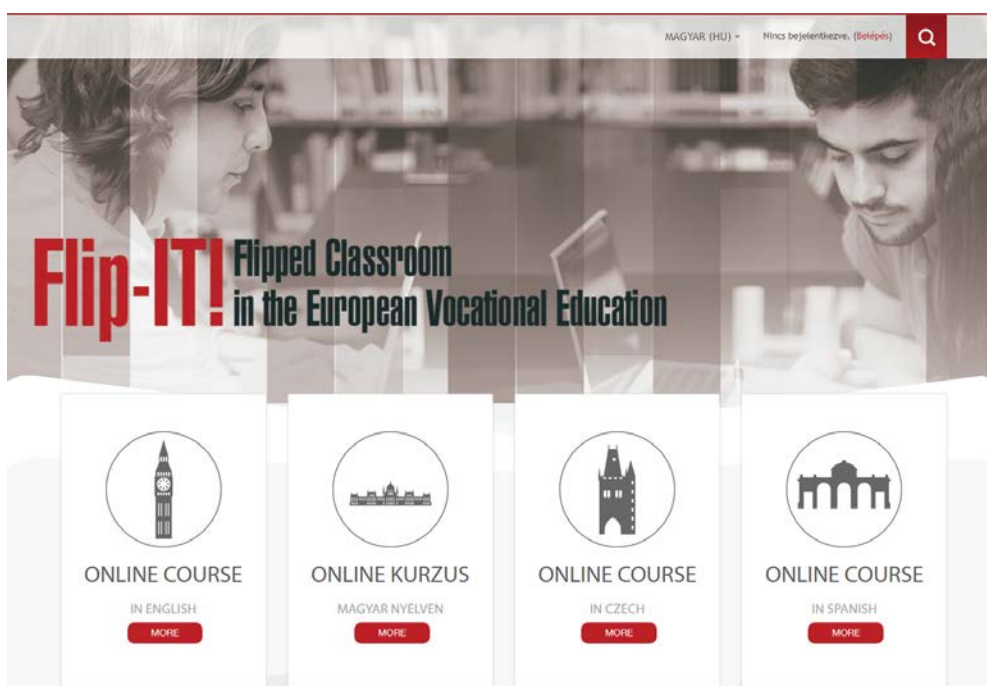 MAGYAR (HU)
Nincs bejelentkezve. (Belépés)
Flip-IT!
Flipped Classroom
in the European Vocational Education
ONLINE COURSE
IN ENGLISH
MORE
ONLINE KURZUS
MAGYAR NYELVEN
MORE
ONLINE COURSE
IN CZECH
MORE
ONLINE COURSE
IN SPANISH
MORE